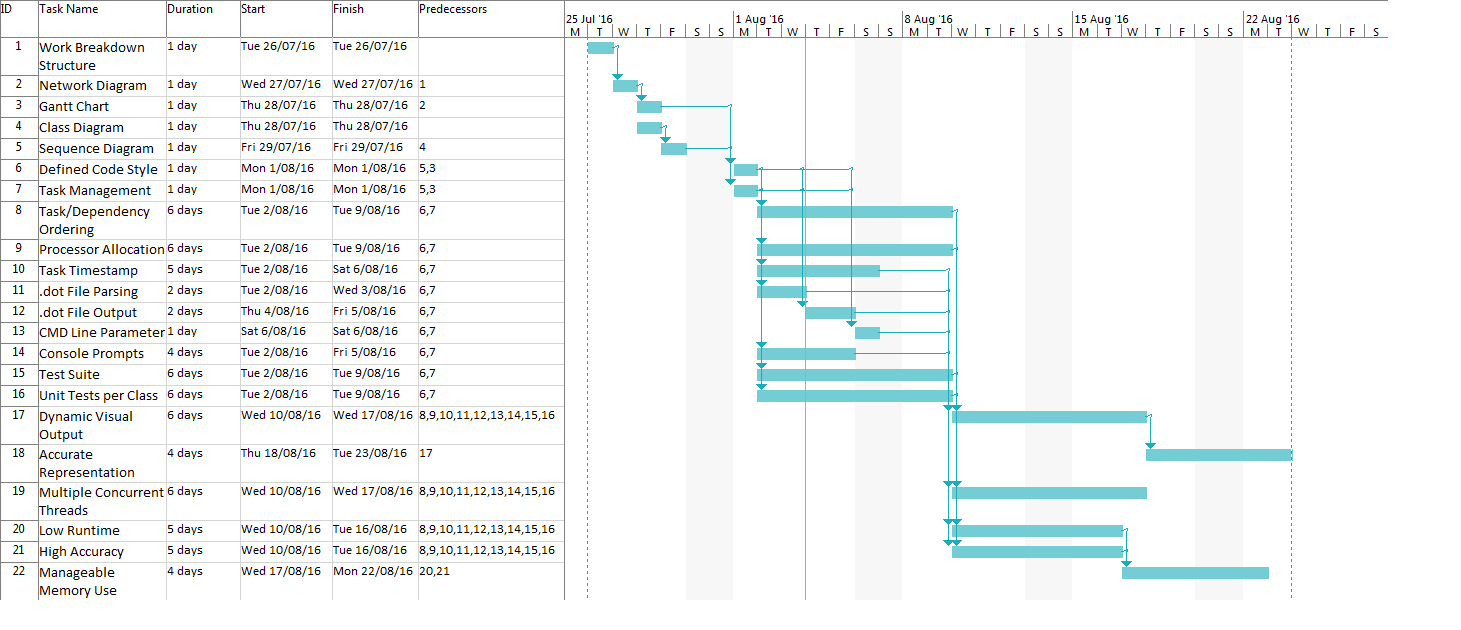 ID Task Name Duration Start Finish Predecessors
25 Jul '16 1 Aug '16 8 Aug '16 15 Aug '16 22 Aug '16
M T W T F S S M T W T F S S M T W T F S S M T W T F S S M T W T F S
1 Work Breakdown 1 day Tue 26/07/16 Tue 26/07/16
Structure
2 Network Diagram 1 day Wed 27/07/16 Wed 27/07/16 1
3 Gantt Chart 1 day Thu 28/07/16 Thu 28/07/16 2
4 Class Diagram 1 day Thu 28/07/16 Thu 28/07/16
5 Sequence Diagram 1 day Fri 29/07/16 Fri 29/07/16 4
6 Defined Code Style 1 day Mon 1/08/16 Mon 1/08/16 5,3
7 Task Management 1 day Mon 1/08/16 Mon 1/08/16 5,3
8 Task/Dependency 6 days Tue 2/08/16 Tue 9/08/16 6,7
Ordering
9 Processor Allocation 6 days Tue 2/08/16 Tue 9/08/16 6,7
10 Task Timestamp 5 days Tue 2/08/16 Sat 6/08/16 6,7
11 .dot File Parsing 2 days Tue 2/08/16 Wed 3/08/16 6,7
12 .dot File Output 2 days Thu 4/08/16 Fri 5/08/16 6,7
13 CMD Line Parameter 1 day Sat 6/08/16 Sat 6/08/16 6,7
14 Console Prompts 4 days Tue 2/08/16 Fri 5/08/16 6,7
15 Test Suite 6 days Tue 2/08/16 Tue 9/08/16 6,7
16 Unit Tests per Class 6 days Tue 2/08/16 Tue 9/08/16 6,7
17 Dynamic Visual 6 days Wed 10/08/16 Wed 17/08/16 8,9,10,11,12,13,14,15,16
Output
18 Accurate 4 days Thu 18/08/16 Tue 23/08/16 17
Representation
19 Multiple Concurrent 6 days Wed 10/08/16 Wed 17/08/16 8,9,10,11,12,13,14,15,16
Threads
20 Low Runtime 5 days Wed 10/08/16 Tue 16/08/16 8,9,10,11,12,13,14,15,16
21 High Accuracy 5 days Wed 10/08/16 Tue 16/08/16 8,9,10,11,12,13,14,15,16
22 Manageable 4 days Wed 17/08/16 Mon 22/08/16 20,21
Memory Use